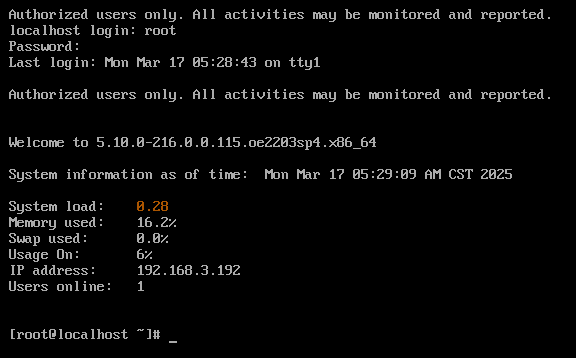 Authorized users only. All activities may be monitored and reported.
localhost login: root
Password:
Last login: Mon Mar 17 05:28:43 on tty1
Authorized users only. All activities may be monitored and reported.
Welcome to 5.10.0-216.0.0.115.oe2203sp4.x86_64
System information as of time:  Mon Mar 17 05:29:09 AM CST 2025
System load:    0.28
Memory used:    16.2%
Swap used:      0.0%
Usage On:       6%
IP address:     192.168.3.192
Users online:   1
[root@localhost ~]# _